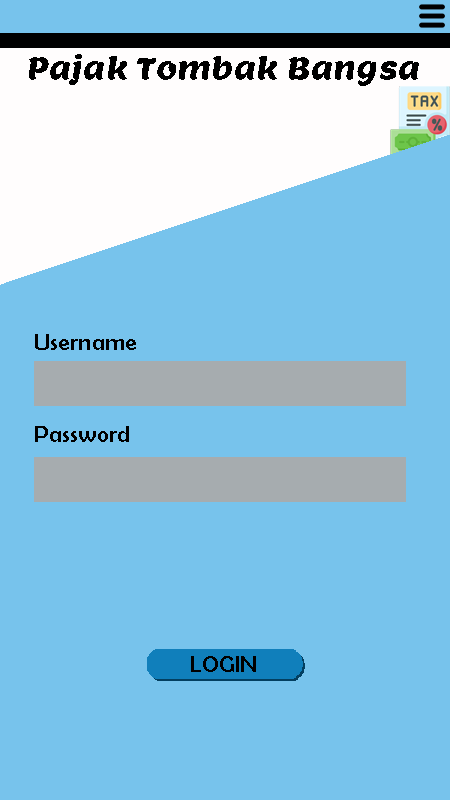 Pajak Tombak Bangsa
TAX
%
Username
Password
LOGIN